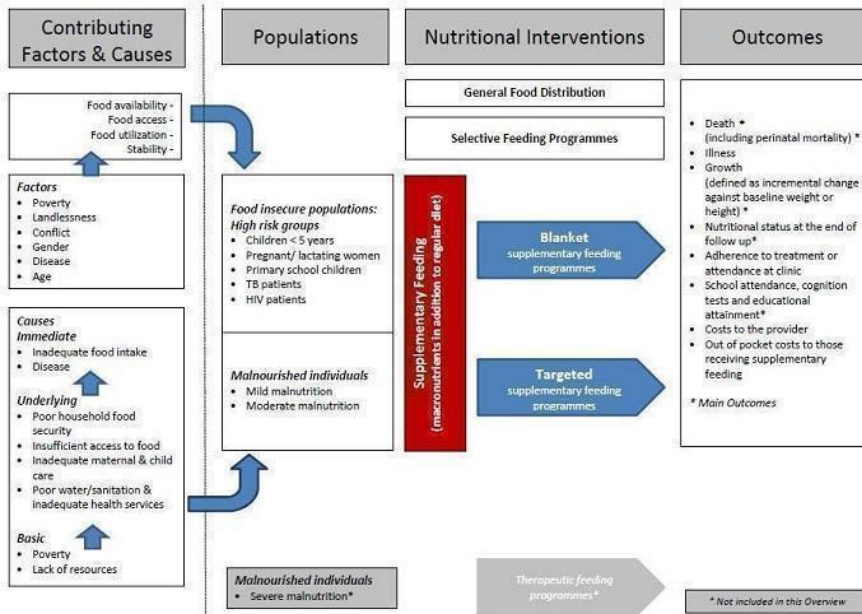 Contributing
Factors & Causes
Populations
Nutritional Interventions
Outcomes
Food availability -
Food access -
Food utilization -
Stability -
Factors
• Poverty
• Landlessness
• Conflict
• Gender
• Disease
• Age
Causes
Immediate
• Inadequate food intake
• Disease
Underlying
• Poor household food
security
• Insufficient access to food
• Inadequate maternal & child
care
• Poor water/sanitation &
inadequate health services
Basic
• Poverty
• Lack of resources
Food insecure populations:
High risk groups
• Children < 5 years
• Pregnant/ lactating women
• Primary school children
• TB patients
• HIV patients
Malnourished individuals
• Mild malnutrition
• Moderate malnutrition
Malnourished individuals
• Severe malnutrition*
General Food Distribution
Selective Feeding Programmes
Supplementary Feeding
(macronutrients in addition to regular diet)
Blanket
supplementary feeding
programmes
Targeted
supplementary feeding
programmes
Therapeutic feeding
programmes*
• Death *
(including perinatal mortality) *
• Illness
• Growth
(defined as incremental change
against baseline weight or
height) *
• Nutritional status at the end of
follow up*
• Adherence to treatment or
attendance at clinic
• School attendance, cognition
tests and educational
attainment*
• Costs to the provider
• Out of pocket costs to those
receiving supplementary
feeding
* Main Outcomes
* Not included in this Overview